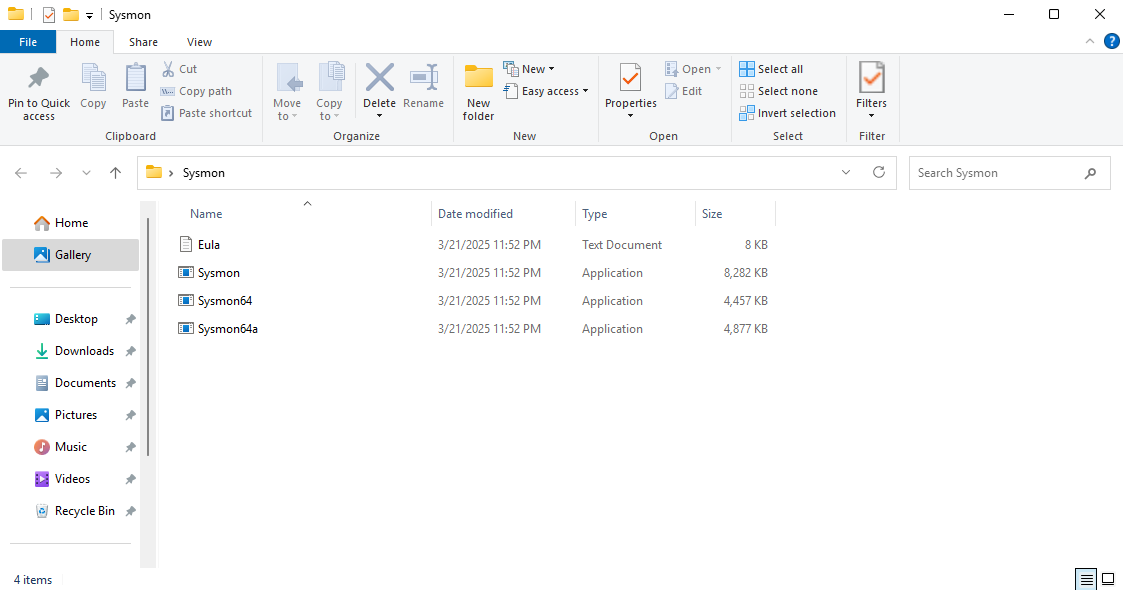 Sysmon
File Home Share View
Pin to Quick access
Copy
Paste
Cut
Copy path
Paste shortcut
Clipboard
Move to
Copy to
Delete
Rename
Organize
New folder
New
Easy access
New
Properties
Open
Edit
Open
Select all
Select none
Invert selection
Select
Filters
Filter
Sysmon
Search Sysmon
Home
Gallery
Desktop
Downloads
Documents
Pictures
Music
Videos
Recycle Bin
Name Date modified Type Size
Eula 3/21/2025 11:52 PM Text Document 8 KB
Sysmon 3/21/2025 11:52 PM Application 8,282 KB
Sysmon64 3/21/2025 11:52 PM Application 4,457 KB
Sysmon64a 3/21/2025 11:52 PM Application 4,877 KB
4 items